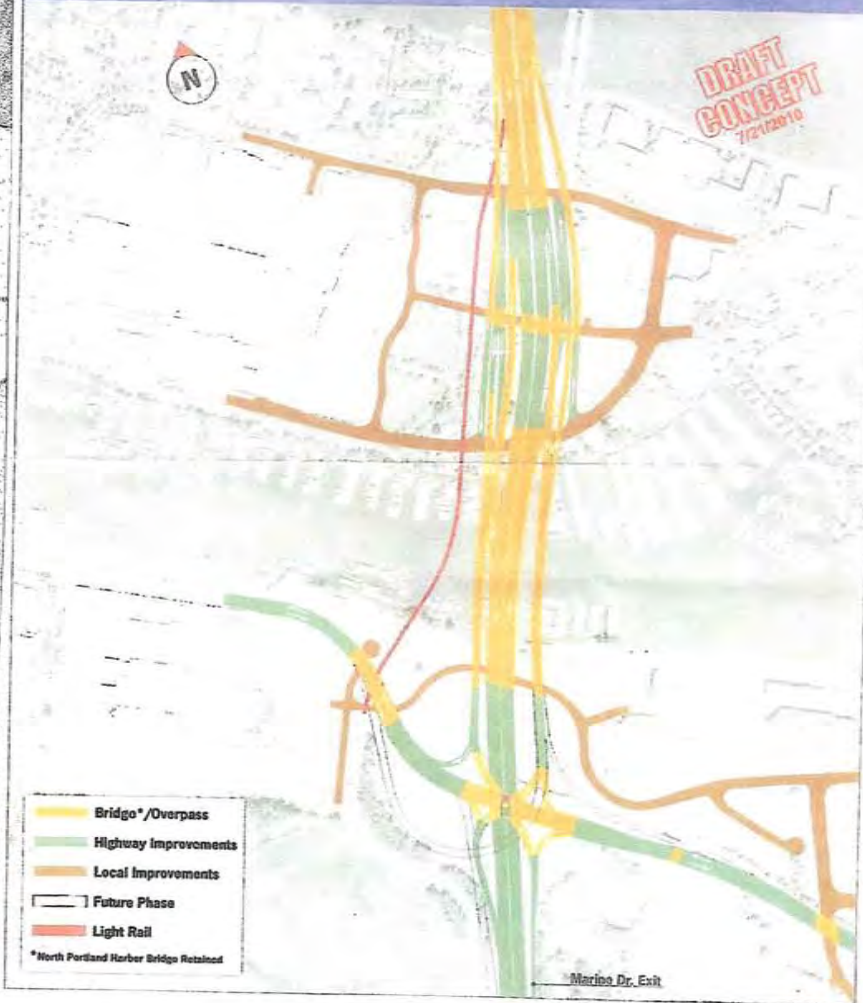 N
DRAFT
CONCEPT
7/21/2010
Bridge*/Overpass
Highway Improvements
Local Improvements
Future Phase
Light Rail
*North Portland Harbor Bridge Retained
Marine Dr. Exit